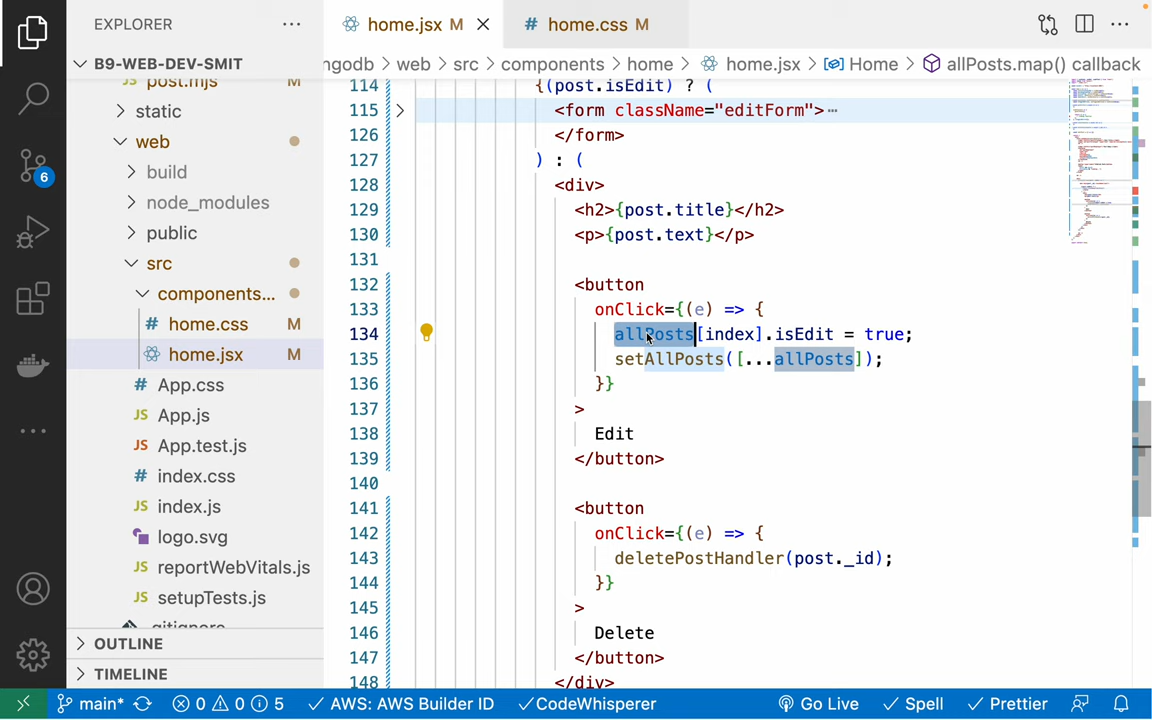 EXPLORER
B9-WEB-DEV-SMIT
post.mjs M
static
web
build
node_modules
public
src
components...
home.css M
home.jsx M
App.css
App.js
App.test.js
index.css
index.js
logo.svg
reportWebVitals.js
setupTests.js
.gitignore
OUTLINE
TIMELINE
home.jsx M
home.css M
ngodb > web > src > components > home > home.jsx > Home > allPosts.map() callback
114 {(post.isEdit) ? (
115 <form className="editForm">
126 </form>
127 ) : (
128 <div>
129 <h2>{post.title}</h2>
130 <p>{post.text}</p>
131
132 <button
133 onClick={(e) => {
134 allPosts[index].isEdit = true;
135 setAllPosts([...allPosts]);
136 }}
137 >
138 Edit
139 </button>
140
141 <button
142 onClick={(e) => {
143 deletePostHandler(post._id);
144 }}
145 >
146 Delete
147 </button>
148 </div>
6
main* 0 0 5 AWS: AWS Builder ID CodeWhisperer Go Live Spell Prettier